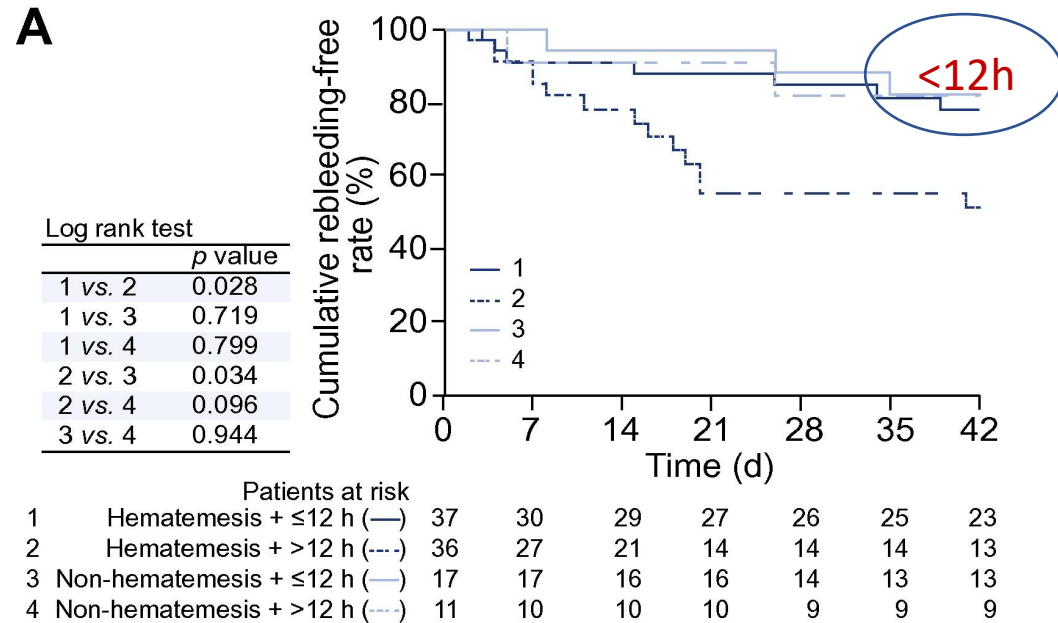 A
Cumulative rebleeding-free
rate (%)
100
80
60
40
20
0
<12h
1
2
3
4
0 7 14 21 28 35 42
Time (d)
Log rank test
p value
1 vs. 2 0.028
1 vs. 3 0.719
1 vs. 4 0.799
2 vs. 3 0.034
2 vs. 4 0.096
3 vs. 4 0.944
Patients at risk
1 Hematemesis + ≤12 h ( ) 37 30 29 27 26 25 23
2 Hematemesis + >12 h ( ) 36 27 21 14 14 14 13
3 Non-hematemesis + ≤12 h ( ) 17 17 16 16 14 13 13
4 Non-hematemesis + >12 h ( ) 11 10 10 10 9 9 9